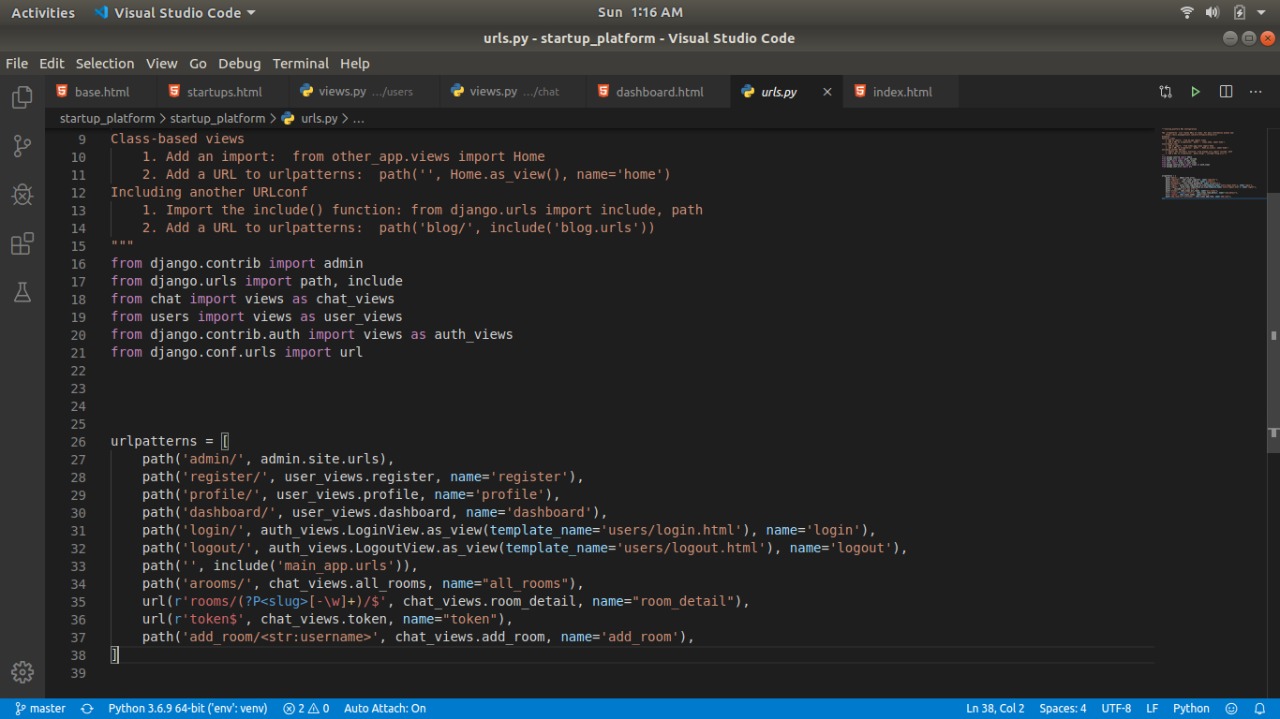 Activities Visual Studio Code Sun 1:16 AM
urls.py - startup_platform - Visual Studio Code
File Edit Selection View Go Debug Terminal Help
base.html startups.html views.py .../users views.py .../chat dashboard.html urls.py × index.html ...
startup_platform > startup_platform > urls.py > ...
9 Class-based views
10     1. Add an import:  from other_app.views import Home
11     2. Add a URL to urlpatterns:  path('', Home.as_view(), name='home')
12 Including another URLconf
13     1. Import the include() function: from django.urls import include, path
14     2. Add a URL to urlpatterns:  path('blog/', include('blog.urls'))
15 """
16 from django.contrib import admin
17 from django.urls import path, include
18 from chat import views as chat_views
19 from users import views as user_views
20 from django.contrib.auth import views as auth_views
21 from django.conf.urls import url
22
23
24
25
26 urlpatterns = [
27     path('admin/', admin.site.urls),
28     path('register/', user_views.register, name='register'),
29     path('profile/', user_views.profile, name='profile'),
30     path('dashboard/', user_views.dashboard, name='dashboard'),
31     path('login/', auth_views.LoginView.as_view(template_name='users/login.html'), name='login'),
32     path('logout/', auth_views.LogoutView.as_view(template_name='users/logout.html'), name='logout'),
33     path('', include('main_app.urls')),
34     path('arooms/', chat_views.all_rooms, name="all_rooms"),
35     url(r'rooms/(?P<slug>[-\w]+)/$', chat_views.room_detail, name="room_detail"),
36     url(r'token$', chat_views.token, name="token"),
37     path('add_room/<str:username>', chat_views.add_room, name='add_room'),
38 ]
39
master Python 3.6.9 64-bit ('env': venv) 2 0 Auto Attach: On Ln 38, Col 2 Spaces: 4 UTF-8 LF Python